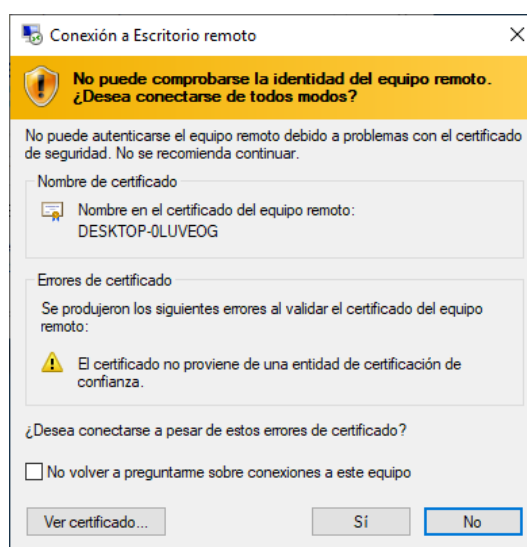 Conexión a Escritorio remoto
No puede comprobarse la identidad del equipo remoto.
¿Desea conectarse de todos modos?
No puede autenticarse el equipo remoto debido a problemas con el certificado
de seguridad. No se recomienda continuar.
Nombre de certificado
Nombre en el certificado del equipo remoto:
DESKTOP-0LUVEOG
Errores de certificado
Se produjeron los siguientes errores al validar el certificado del equipo
remoto:
El certificado no proviene de una entidad de certificación de
confianza.
¿Desea conectarse a pesar de estos errores de certificado?
No volver a preguntarme sobre conexiones a este equipo
Ver certificado... Sí No